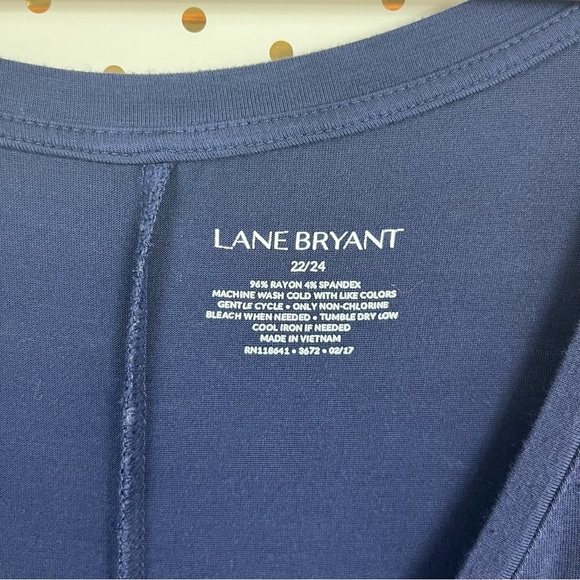 LANE BRYANT
22/24
96% RAYON 4% SPANDEX
MACHINE WASH COLD WITH LIKE COLORS
GENTLE CYCLE • ONLY NON-CHLORINE
BLEACH WHEN NEEDED • TUMBLE DRY LOW
COOL IRON IF NEEDED
MADE IN VIETNAM
RN118641 • 3672 • 02/17